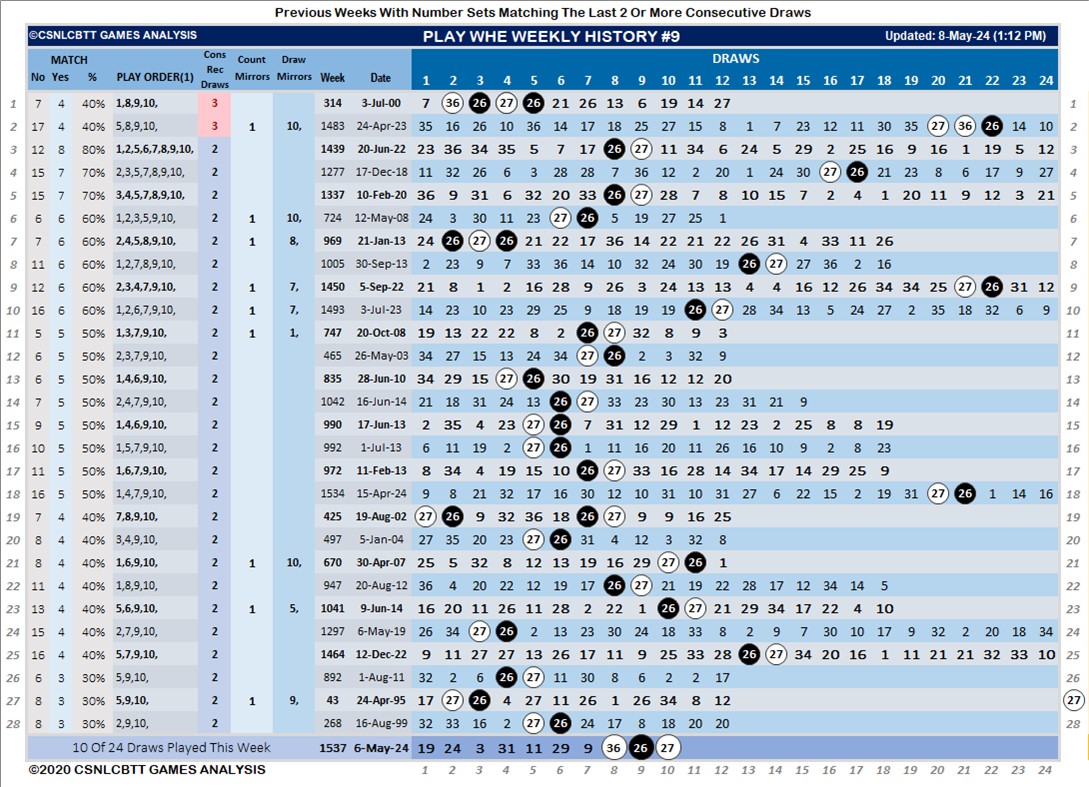 Previous Weeks With Number Sets Matching The Last 2 Or More Consecutive Draws
©CSNLCBTT GAMES ANALYSIS PLAY WHE WEEKLY HISTORY #9 Updated: 8-May-24 (1:12 PM)
MATCH Cons Rec Draws Count Mirrors Draw Mirrors DRAWS
No Yes % PLAY ORDER(1) Week Date 1 2 3 4 5 6 7 8 9 10 11 12 13 14 15 16 17 18 19 20 21 22 23 24
1 7 4 40% 1,8,9,10, 3 314 3-Jul-00 7 36 26 27 26 21 26 13 6 19 14 27 1
2 17 4 40% 5,8,9,10, 3 1 10, 1483 24-Apr-23 35 16 26 10 36 14 17 18 25 27 15 8 1 7 23 12 11 30 35 27 36 26 14 10 2
3 12 8 80% 1,2,5,6,7,8,9,10, 2 1439 20-Jun-22 23 36 34 35 5 7 17 26 27 11 34 6 24 5 29 2 25 16 9 16 1 19 5 12 3
4 15 7 70% 2,3,5,7,8,9,10, 2 1277 17-Dec-18 11 32 26 6 3 28 28 7 36 12 2 20 1 24 30 27 26 21 23 8 6 17 9 27 4
5 15 7 70% 3,4,5,7,8,9,10, 2 1337 10-Feb-20 36 9 31 6 32 20 33 26 27 28 7 8 13 10 15 7 2 4 1 20 11 9 12 3 21 5
6 6 6 60% 1,2,3,5,9,10, 2 1 10, 724 12-May-08 24 3 30 11 23 27 26 5 19 27 25 1 6
7 7 6 60% 2,4,5,8,9,10, 2 1 8, 969 21-Jan-13 24 26 27 26 21 22 17 36 14 22 21 22 26 31 4 33 11 26 7
8 11 6 60% 1,2,7,8,9,10, 2 1005 30-Sep-13 2 23 9 7 33 36 14 10 32 24 30 19 26 27 27 36 2 16 8
9 12 6 60% 2,3,4,7,9,10, 2 1 7, 1450 5-Sep-22 21 8 1 2 16 28 9 26 3 24 13 13 4 4 16 12 26 34 34 25 27 26 31 12 9
10 16 6 60% 1,2,6,7,9,10, 2 1 7, 1493 3-Jul-23 14 23 10 23 29 25 9 18 19 19 26 27 28 34 13 5 24 27 2 35 18 32 6 9 10
11 5 5 50% 1,3,7,9,10, 2 1 1, 747 20-Oct-08 19 13 22 22 8 2 26 27 32 8 9 3 11
12 6 5 50% 2,3,7,9,10, 2 465 26-May-03 34 27 15 13 24 34 27 26 2 3 32 9 12
13 6 5 50% 1,4,6,9,10, 2 835 28-Jun-10 34 29 15 27 26 30 19 31 16 12 12 20 13
14 7 5 50% 2,4,7,9,10, 2 1042 16-Jun-14 21 18 31 24 13 26 27 33 23 30 13 23 31 21 9 14
15 9 5 50% 1,4,6,9,10, 2 990 17-Jun-13 2 35 4 23 27 26 7 31 12 29 1 12 23 2 25 8 8 19 15
16 10 5 50% 1,5,7,9,10, 2 992 1-Jul-13 6 11 19 2 27 26 1 11 16 20 11 26 16 10 9 2 8 23 16
17 11 5 50% 1,6,7,9,10, 2 972 11-Feb-13 8 34 4 19 15 10 26 27 33 16 28 14 34 17 14 29 25 9 17
18 16 5 50% 1,4,7,9,10, 2 1534 15-Apr-24 9 8 21 32 17 16 30 12 10 31 10 31 27 6 22 15 2 19 31 27 26 1 14 16 18
19 7 4 40% 7,8,9,10, 2 425 19-Aug-02 27 26 9 32 36 18 26 27 9 9 16 25 19
20 8 4 40% 3,4,9,10, 2 497 5-Jan-04 27 35 20 23 27 26 31 4 12 3 32 8 20
21 8 4 40% 1,6,9,10, 2 1 10, 670 30-Apr-07 25 5 32 8 12 13 19 16 29 27 26 1 21
22 11 4 40% 1,8,9,10, 2 947 20-Aug-12 36 4 20 22 12 19 17 26 27 21 19 22 28 17 12 34 14 5 22
23 13 4 40% 5,6,9,10, 2 1 5, 1041 9-Jun-14 16 20 11 26 11 28 2 22 1 26 27 21 29 34 17 22 4 10 23
24 15 4 40% 2,7,9,10, 2 1297 6-May-19 26 34 27 26 2 13 23 30 24 18 33 8 2 9 7 30 10 17 9 32 2 20 18 34 24
25 16 4 40% 5,7,9,10, 2 1464 12-Dec-22 9 11 27 27 13 26 17 11 9 25 33 28 26 27 34 20 16 1 11 21 21 32 33 10 25
26 6 3 30% 5,9,10, 2 892 1-Aug-11 32 2 6 26 27 11 30 8 6 2 2 17 26
27 8 3 30% 5,9,10, 2 1 9, 43 24-Apr-95 17 27 26 4 27 11 26 1 26 34 8 12 27
28 8 3 30% 2,9,10, 2 268 16-Aug-99 32 33 16 2 27 26 24 17 8 18 20 20 28
10 Of 24 Draws Played This Week 1537 6-May-24 19 24 3 31 11 29 9 36 26 27
©2020 CSNLCBTT GAMES ANALYSIS 1 2 3 4 5 6 7 8 9 10 11 12 13 14 15 16 17 18 19 20 21 22 23 24